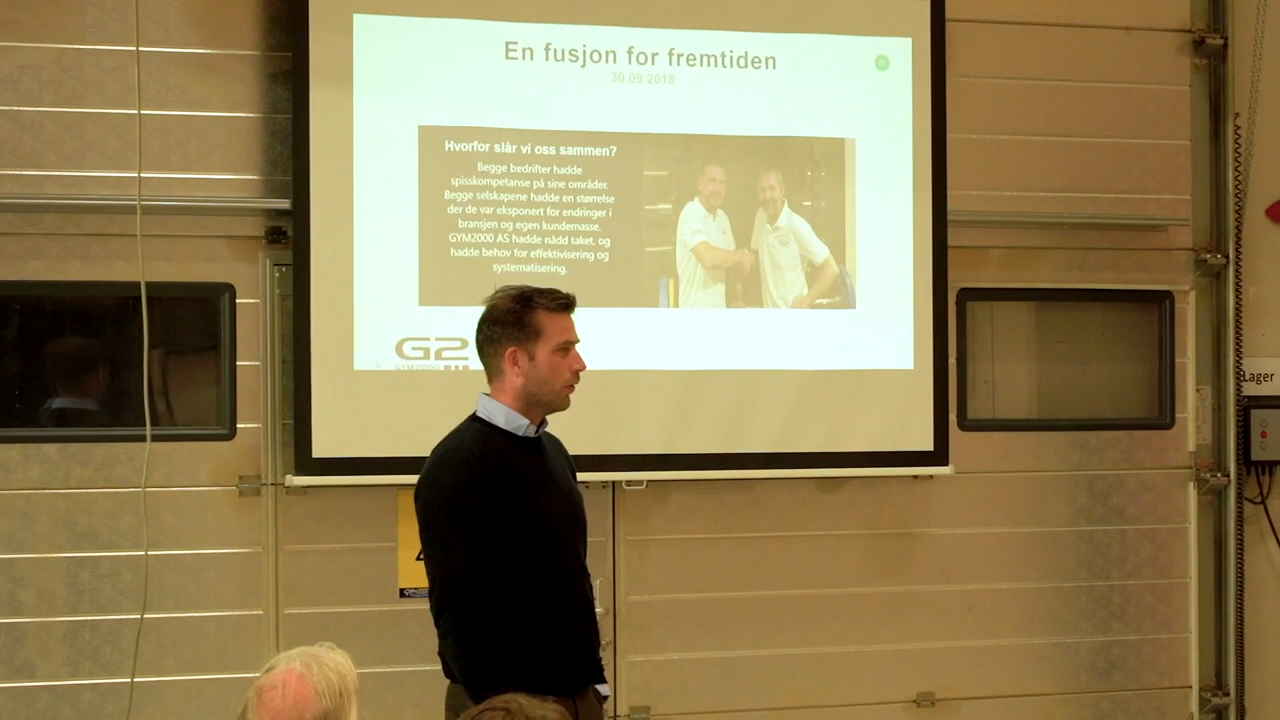 En fusjon for fremtiden
30.09.2018
Hvorfor slår vi oss sammen?
Begge bedrifter hadde
spisskompetanse på sine områder.
Begge selskapene hadde en størrelse
der de var eksponert for endringer i
bransjen og egen kundemasse.
GYM2000 AS hadde nådd taket, og
hadde behov for effektivisering og
systematisering.
G2
GYM2000
Lager